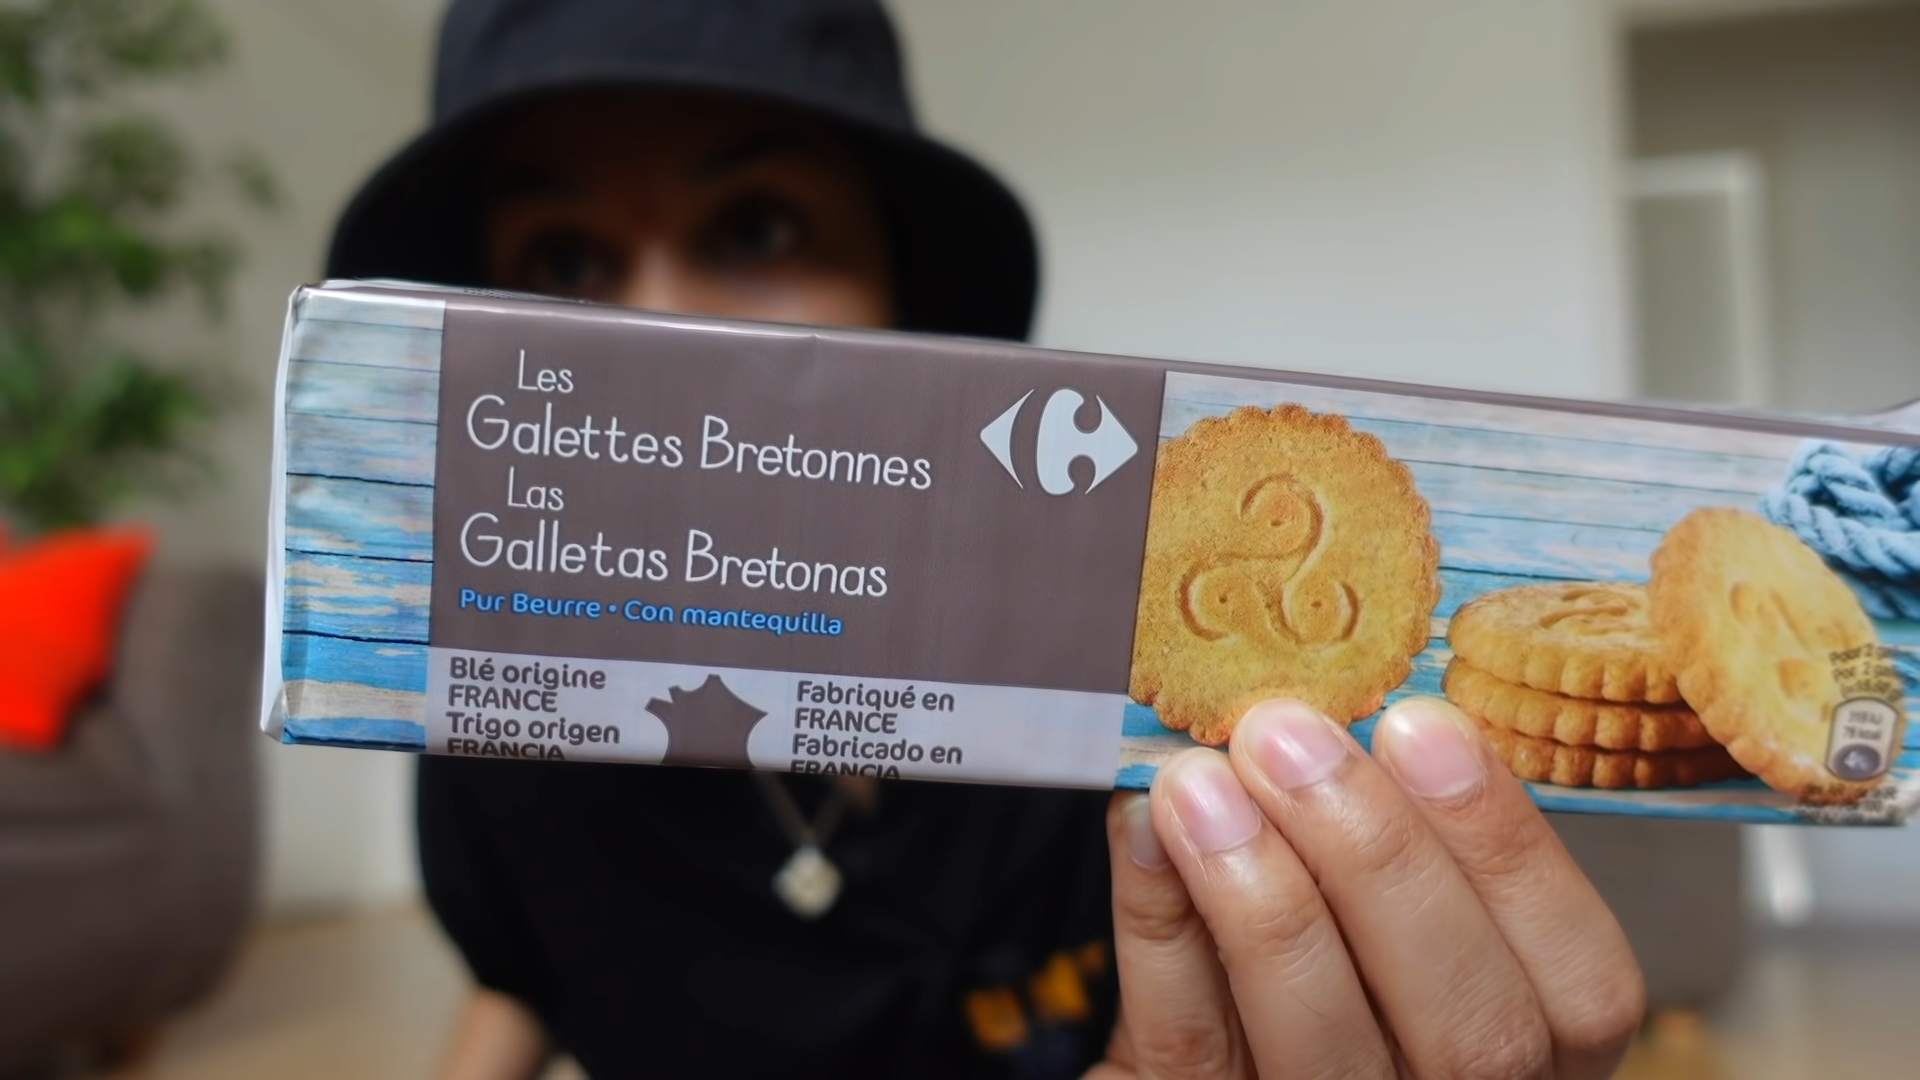 Les
Galettes Bretonnes
Las
Galletas Bretonas
Pur Beurre • Con mantequilla
Blé origine
FRANCE
Trigo origen
FRANCIA
Fabriqué en
FRANCE
Fabricado en
FRANCIA